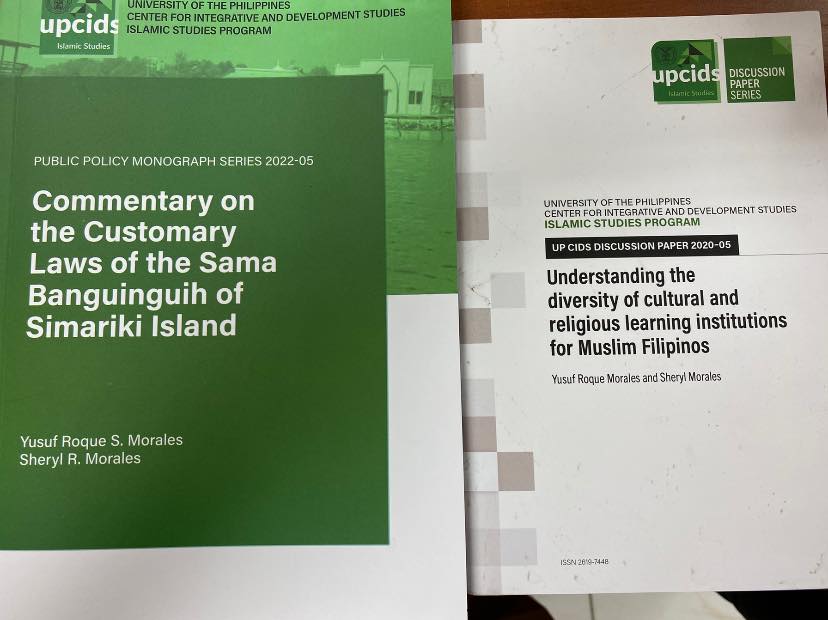 UNIVERSITY OF THE PHILIPPINES
CENTER FOR INTEGRATIVE AND DEVELOPMENT STUDIES
ISLAMIC STUDIES PROGRAM
upcids
Islamic Studies
PUBLIC POLICY MONOGRAPH SERIES 2022-05
Commentary on
the Customary
Laws of the Sama
Banguinguih of
Simariki Island
Yusuf Roque S. Morales
Sheryl R. Morales
upcids
Islamic Studies
DISCUSSION
PAPER
SERIES
UNIVERSITY OF THE PHILIPPINES
CENTER FOR INTEGRATIVE AND DEVELOPMENT STUDIES
ISLAMIC STUDIES PROGRAM
UP CIDS DISCUSSION PAPER 2020-05
Understanding the
diversity of cultural and
religious learning institutions
for Muslim Filipinos
Yusuf Roque Morales and Sheryl Morales
ISSN 2619-7448